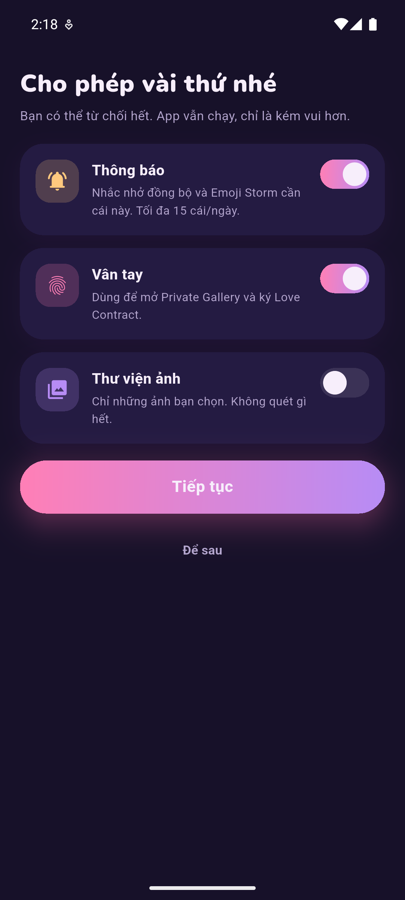 2:18
Cho phép vài thứ nhé
Bạn có thể từ chối hết. App vẫn chạy, chỉ là kém vui hơn.
Thông báo
Nhắc nhở đồng bộ và Emoji Storm cần
cái này. Tối đa 15 cái/ngày.
Vân tay
Dùng để mở Private Gallery và ký Love
Contract.
Thư viện ảnh
Chỉ những ảnh bạn chọn. Không quét gì
hết.
Tiếp tục
Để sau